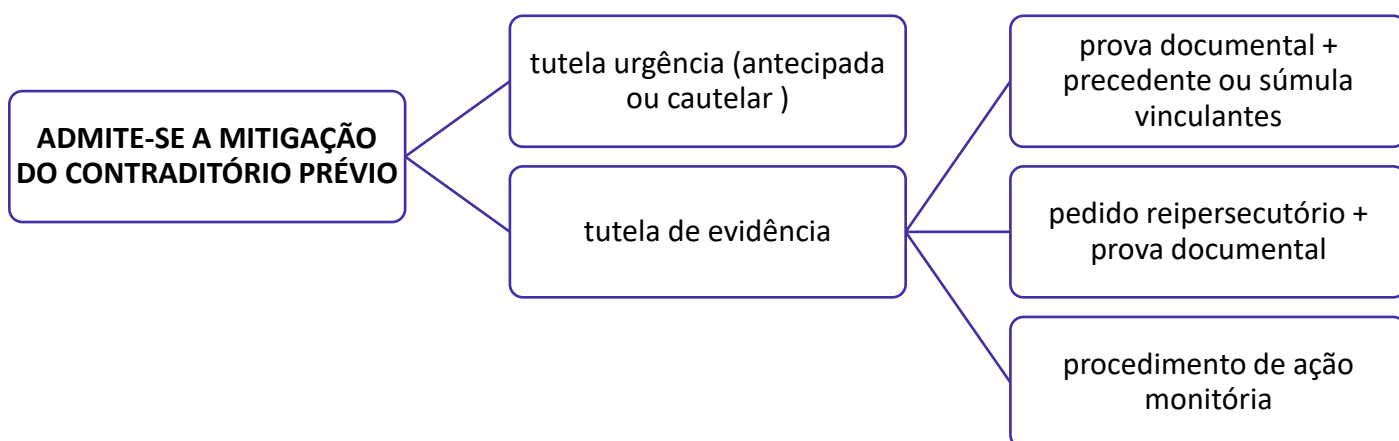 ADMITE-SE A MITIGAÇÃO
DO CONTRADITÓRIO PRÉVIO
tutela urgência (antecipada
ou cautelar )
tutela de evidência
prova documental +
precedente ou súmula
vinculantes
pedido reipersecutório +
prova documental
procedimento de ação
monitória